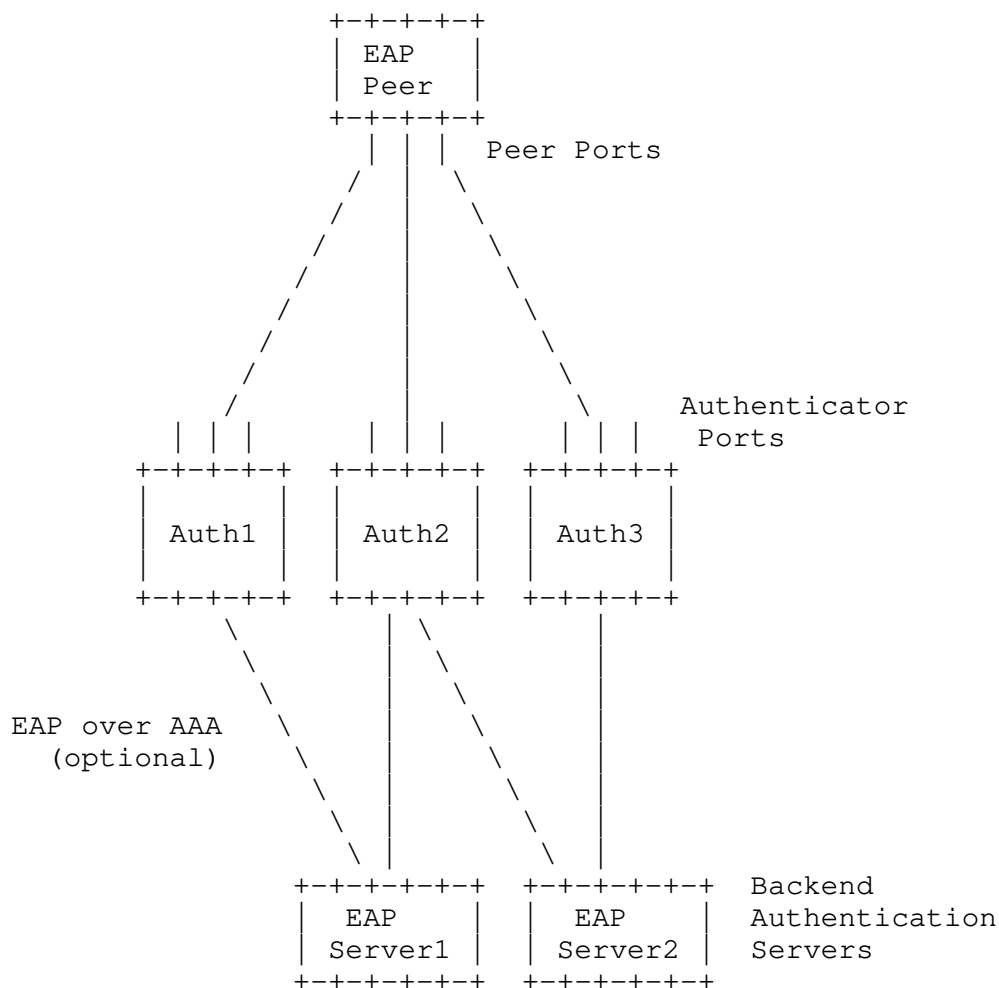 EAP
Peer
Peer Ports
Authenticator
Ports
Auth1 Auth2 Auth3
EAP over AAA
(optional)
EAP EAP Backend
Server1 Server2 Authentication
Servers